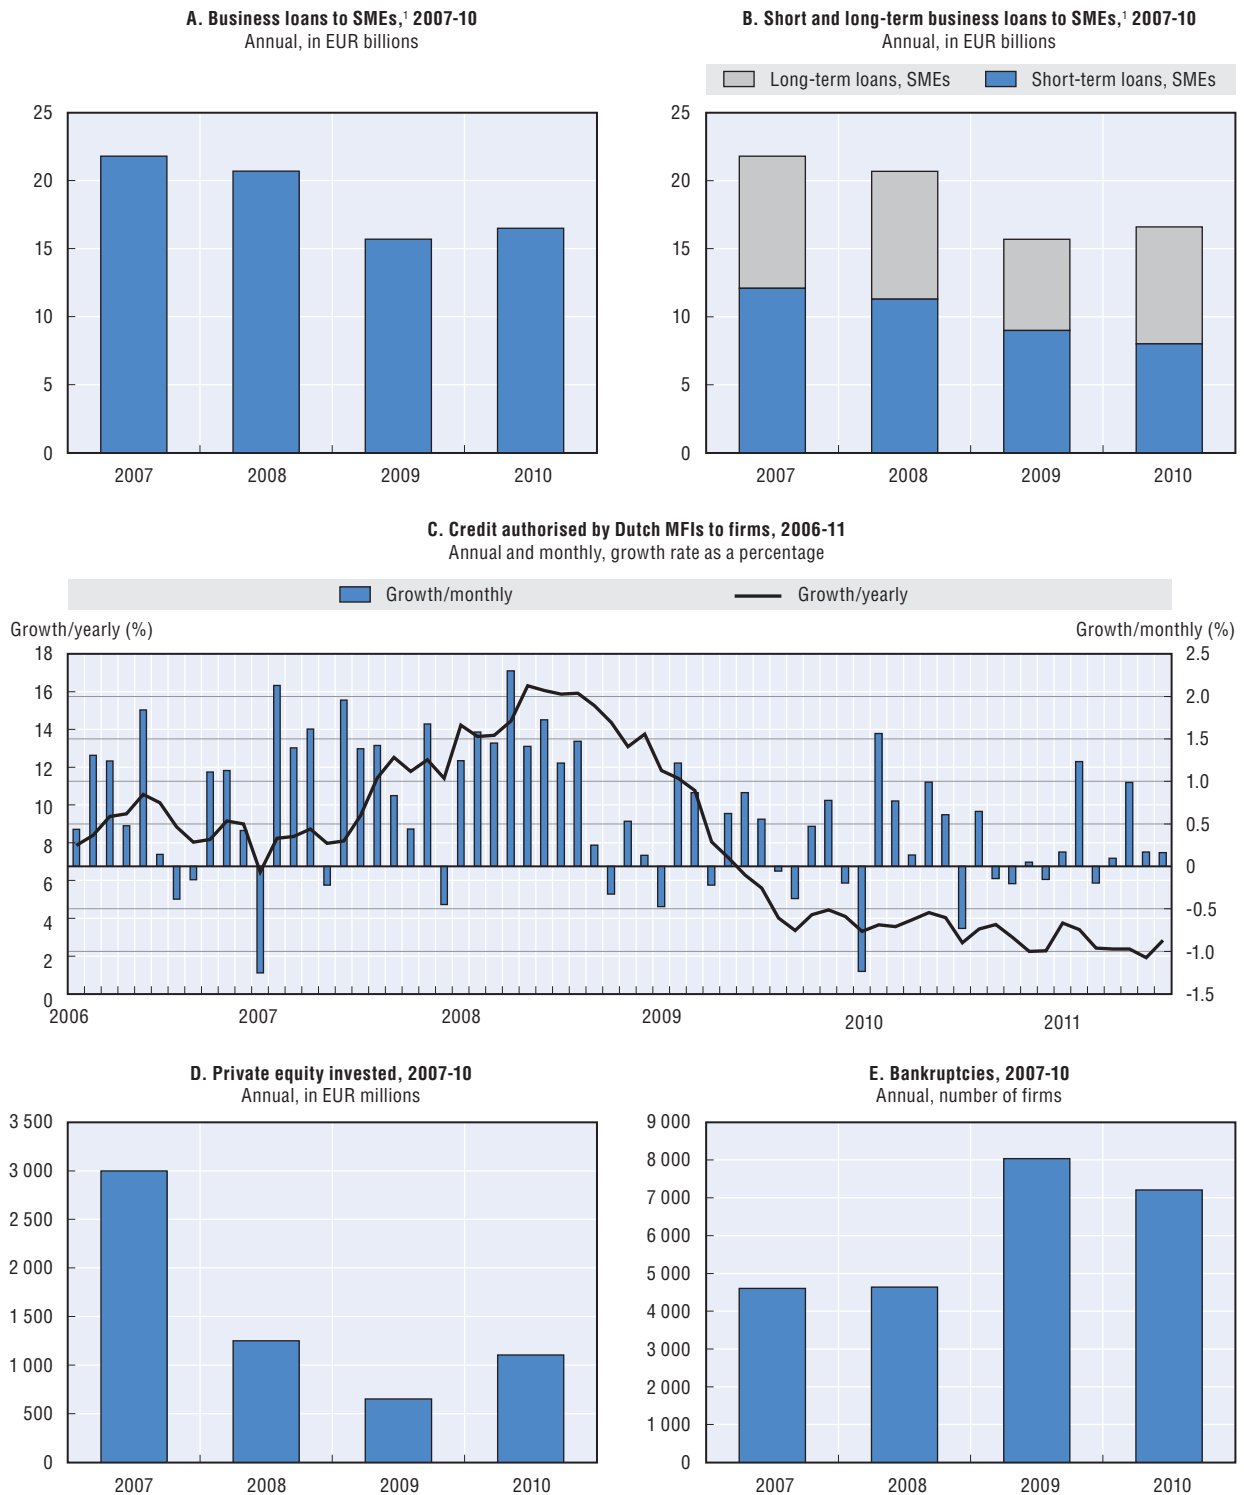 A. Business loans to SMEs,¹ 2007-10
Annual, in EUR billions
25
20
15
10
5
0
2007 2008 2009 2010
B. Short and long-term business loans to SMEs,¹ 2007-10
Annual, in EUR billions
Long-term loans, SMEs Short-term loans, SMEs
25
20
15
10
5
0
2007 2008 2009 2010
C. Credit authorised by Dutch MFIs to firms, 2006-11
Annual and monthly, growth rate as a percentage
Growth/monthly Growth/yearly
Growth/yearly (%)
18
16
14
12
10
8
6
4
2
0
Growth/monthly (%)
2.5
2.0
1.5
1.0
0.5
0
-0.5
-1.0
-1.5
2006 2007 2008 2009 2010 2011
D. Private equity invested, 2007-10
Annual, in EUR millions
3 500
3 000
2 500
2 000
1 500
1 000
500
0
2007 2008 2009 2010
E. Bankruptcies, 2007-10
Annual, number of firms
9 000
8 000
7 000
6 000
5 000
4 000
3 000
2 000
1 000
0
2007 2008 2009 2010